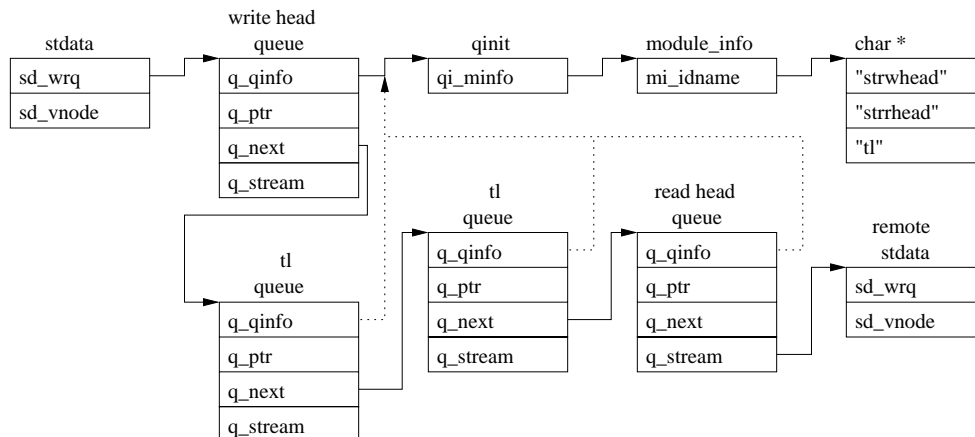 stdata
sd_wrq
sd_vnode
write head
queue
q_qinfo
q_ptr
q_next
q_stream
qinit
qi_minfo
module_info
mi_idname
char *
"strwhead"
"strrhead"
"tl"
tl
queue
q_qinfo
q_ptr
q_next
q_stream
tl
queue
q_qinfo
q_ptr
q_next
q_stream
read head
queue
q_qinfo
q_ptr
q_next
q_stream
remote
stdata
sd_wrq
sd_vnode